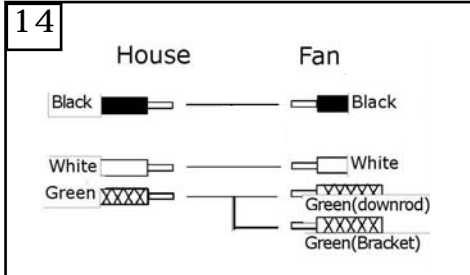 14
House Fan
Black Black
White White
Green Green(downrod)
Green(Bracket)